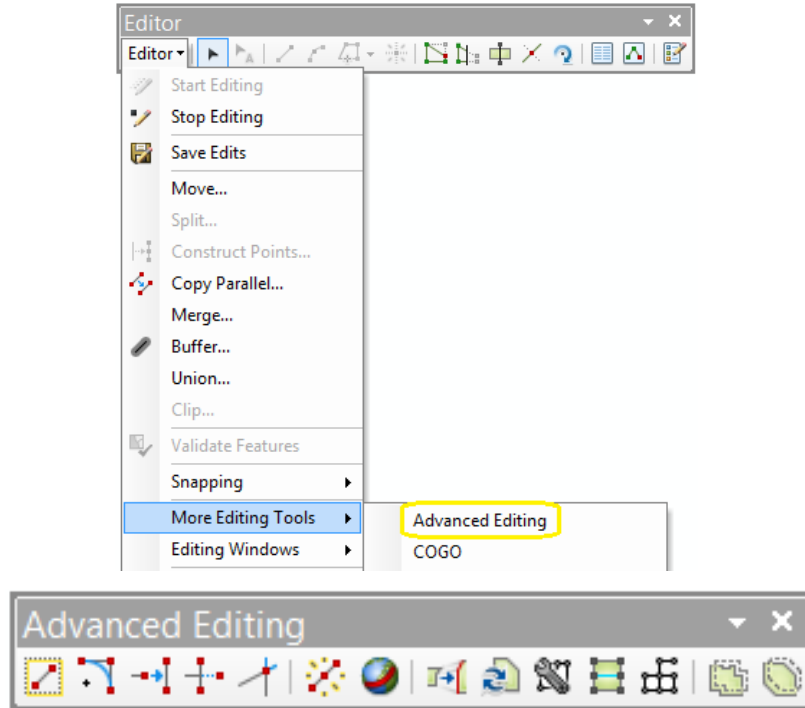 Editor
Editor
Start Editing
Stop Editing
Save Edits
Move...
Split...
Construct Points...
Copy Parallel...
Merge...
Buffer...
Union...
Clip...
Validate Features
Snapping
More Editing Tools
Advanced Editing
Editing Windows
COGO
Advanced Editing